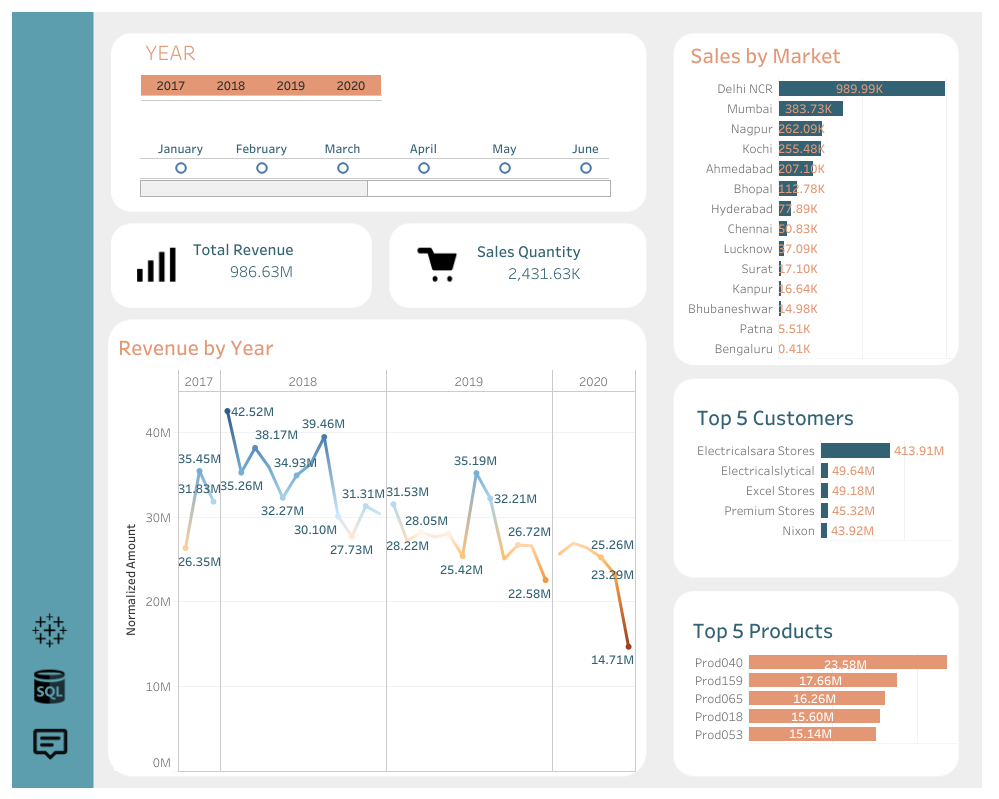 YEAR
2017 2018 2019 2020
January February March April May June
Total Revenue
986.63M
Sales Quantity
2,431.63K
Revenue by Year
2017 2018 2019 2020
Normalized Amount
40M
30M
20M
10M
0M
26.35M
35.45M
31.83M
42.52M
35.26M
38.17M
32.27M
34.93M
39.46M
30.10M
27.73M
31.31M
31.53M
28.22M
28.05M
25.42M
35.19M
32.21M
26.72M
22.58M
25.26M
23.29M
14.71M
Sales by Market
Delhi NCR 989.99K
Mumbai 383.73K
Nagpur 262.09K
Kochi 255.48K
Ahmedabad 207.10K
Bhopal 112.78K
Hyderabad 77.89K
Chennai 50.83K
Lucknow 37.09K
Surat 17.10K
Kanpur 16.64K
Bhubaneshwar 14.98K
Patna 5.51K
Bengaluru 0.41K
Top 5 Customers
Electricalsara Stores 413.91M
Electricalslytical 49.64M
Excel Stores 49.18M
Premium Stores 45.32M
Nixon 43.92M
Top 5 Products
Prod040 23.58M
Prod159 17.66M
Prod065 16.26M
Prod018 15.60M
Prod053 15.14M
SQL